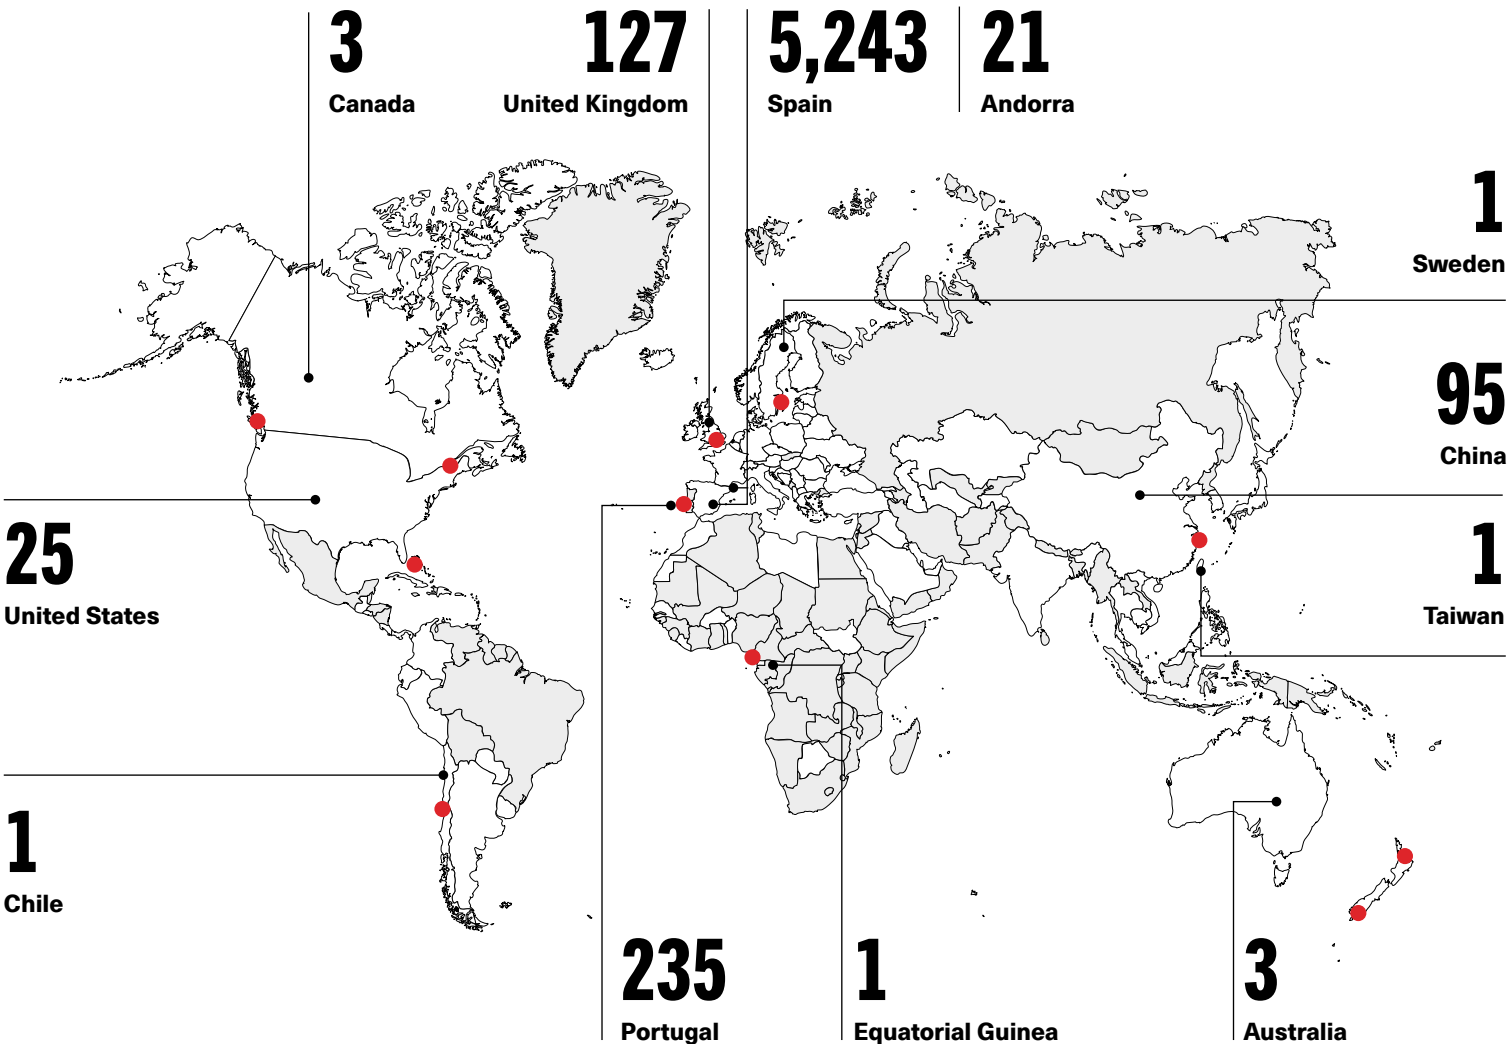 3
Canada
127
United Kingdom
5,243
Spain
21
Andorra
1
Sweden
95
China
25
United States
1
Taiwan
1
Chile
235
Portugal
1
Equatorial Guinea
3
Australia